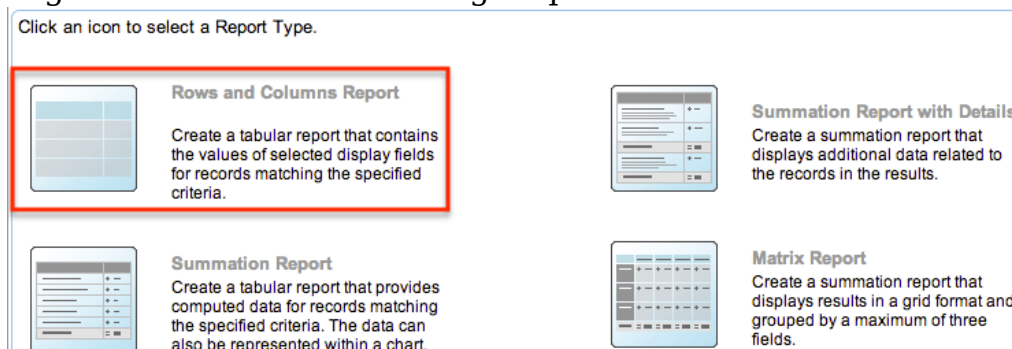 Click an icon to select a Report Type.
Rows and Columns Report
Create a tabular report that contains
the values of selected display fields
for records matching the specified
criteria.
Summation Report with Details
Create a summation report that
displays additional data related to
the records in the results.
Summation Report
Create a tabular report that provides
computed data for records matching
the specified criteria. The data can
also be represented within a chart.
Matrix Report
Create a summation report that
displays results in a grid format and
grouped by a maximum of three
fields.